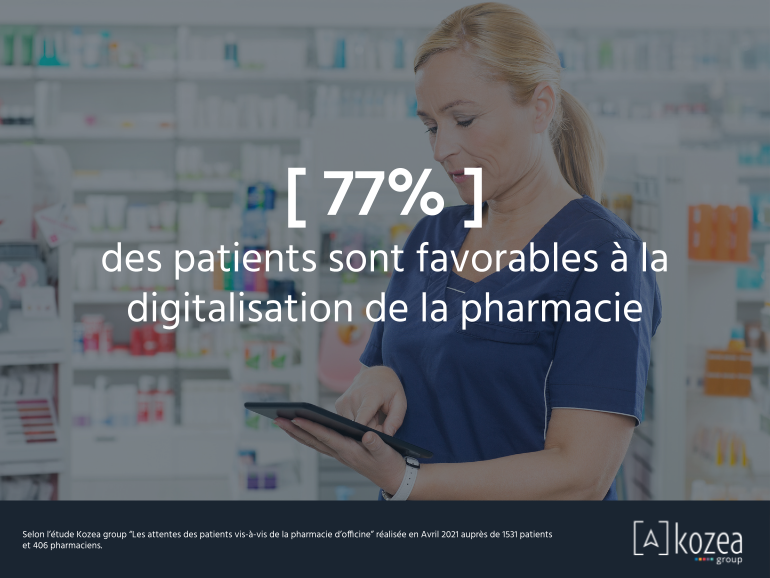 [ 77% ]
des patients sont favorables à la
digitalisation de la pharmacie
Selon l'étude Kozea group "Les attentes des patients vis-à-vis de la pharmacie d'officine" réalisée en Avril 2021 auprès de 1531 patients
et 406 pharmaciens.
[A] kozea
group